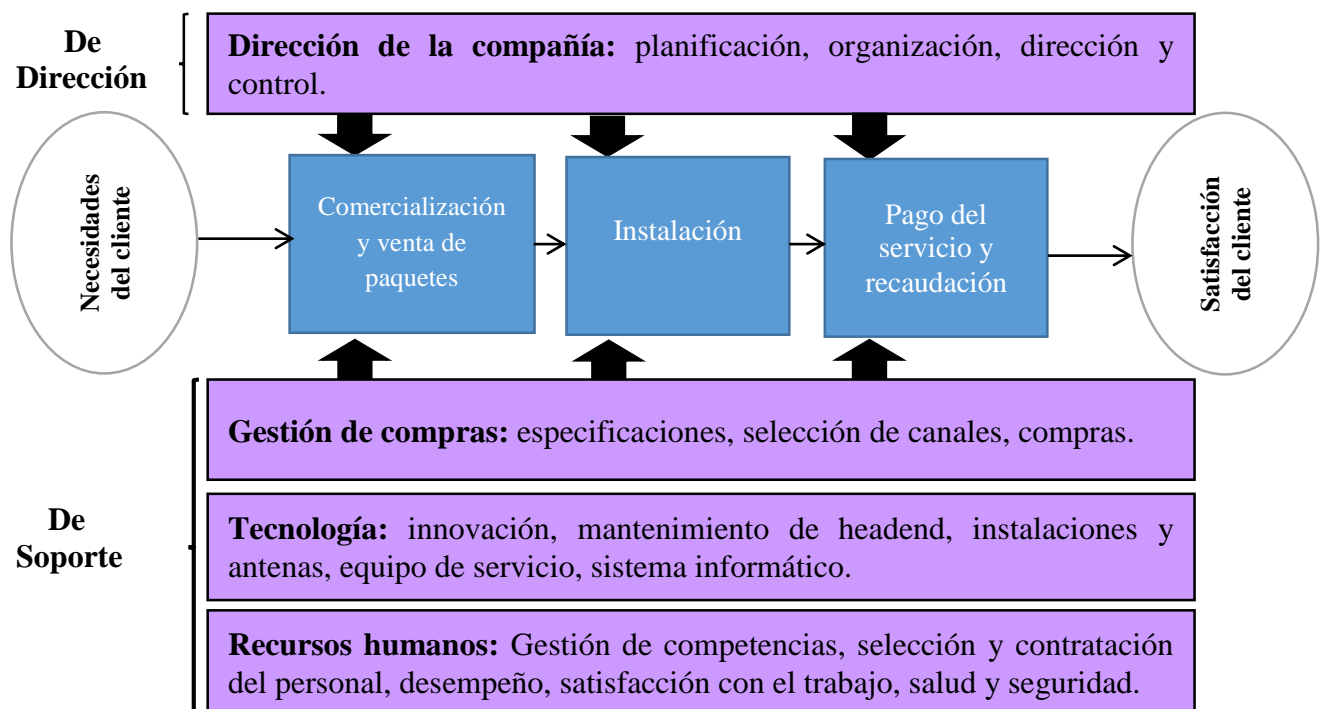 De
Dirección
Dirección de la compañía: planificación, organización, dirección y
control.
Necesidades
del cliente
Comercialización
y venta de
paquetes
Instalación
Pago del
servicio y
recaudación
Satisfacción
del cliente
De
Soporte
Gestión de compras: especificaciones, selección de canales, compras.
Tecnología: innovación, mantenimiento de headend, instalaciones y
antenas, equipo de servicio, sistema informático.
Recursos humanos: Gestión de competencias, selección y contratación
del personal, desempeño, satisfacción con el trabajo, salud y seguridad.